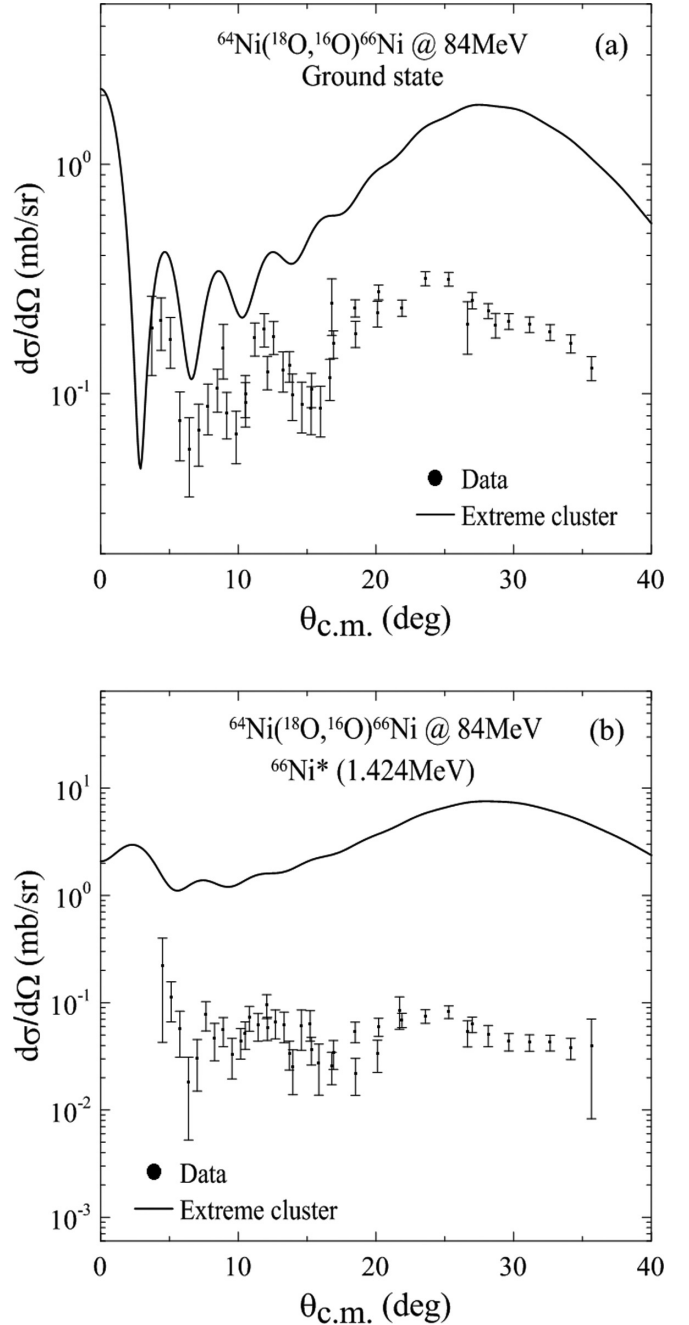 ⁶⁴Ni(¹⁸O,¹⁶O)⁶⁶Ni @ 84MeV (a)
Ground state
10⁰
10⁻¹
dσ/dΩ (mb/sr)
Data
Extreme cluster
0 10 20 30 40
θc.m. (deg)
⁶⁴Ni(¹⁸O,¹⁶O)⁶⁶Ni @ 84MeV (b)
⁶⁶Ni* (1.424MeV)
10¹
10⁰
10⁻¹
10⁻²
10⁻³
dσ/dΩ (mb/sr)
Data
Extreme cluster
0 10 20 30 40
θc.m. (deg)